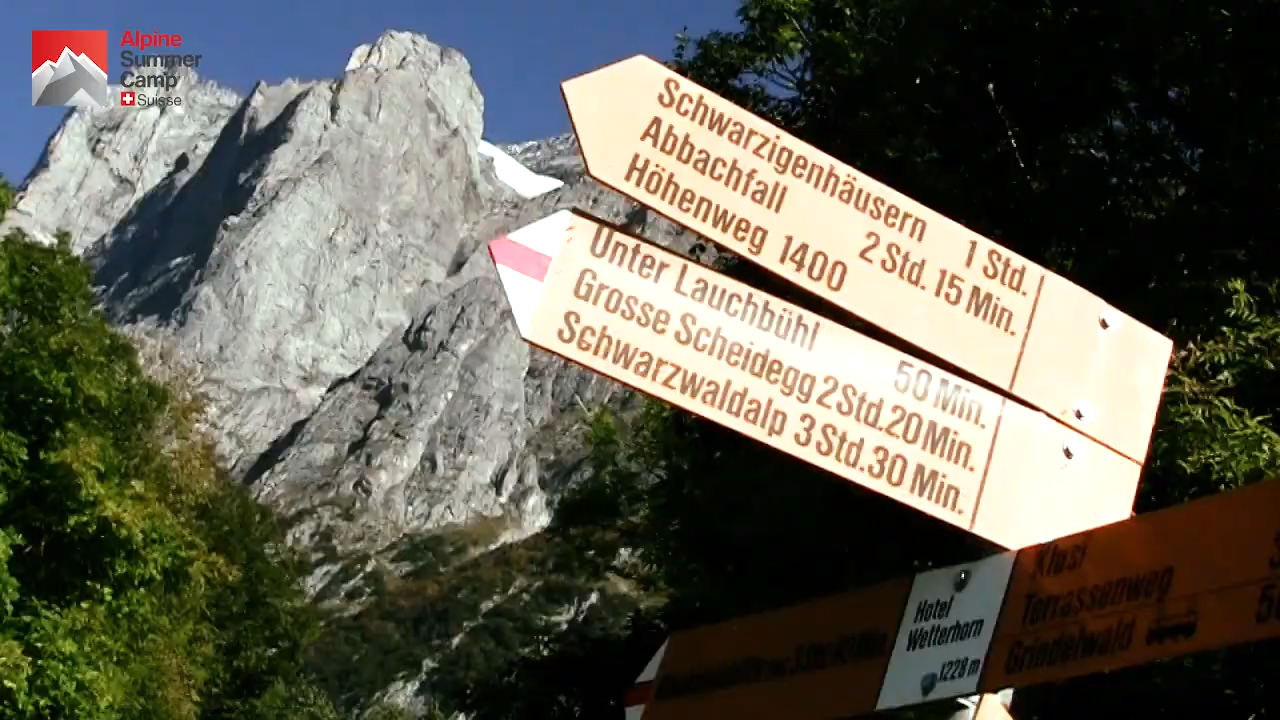 Alpine
Summer
Camp
Suisse
Schwarzigenhäusern 1 Std.
Abbachfall 2 Std. 15 Min.
Höhenweg 1400
Unter Lauchbühl 50 Min.
Grosse Scheidegg 2 Std. 20 Min.
Schwarzwaldalp 3 Std. 30 Min.
Hotel
Wetterhorn
1228 m
Klusi
Terrassenweg
Grindelwald